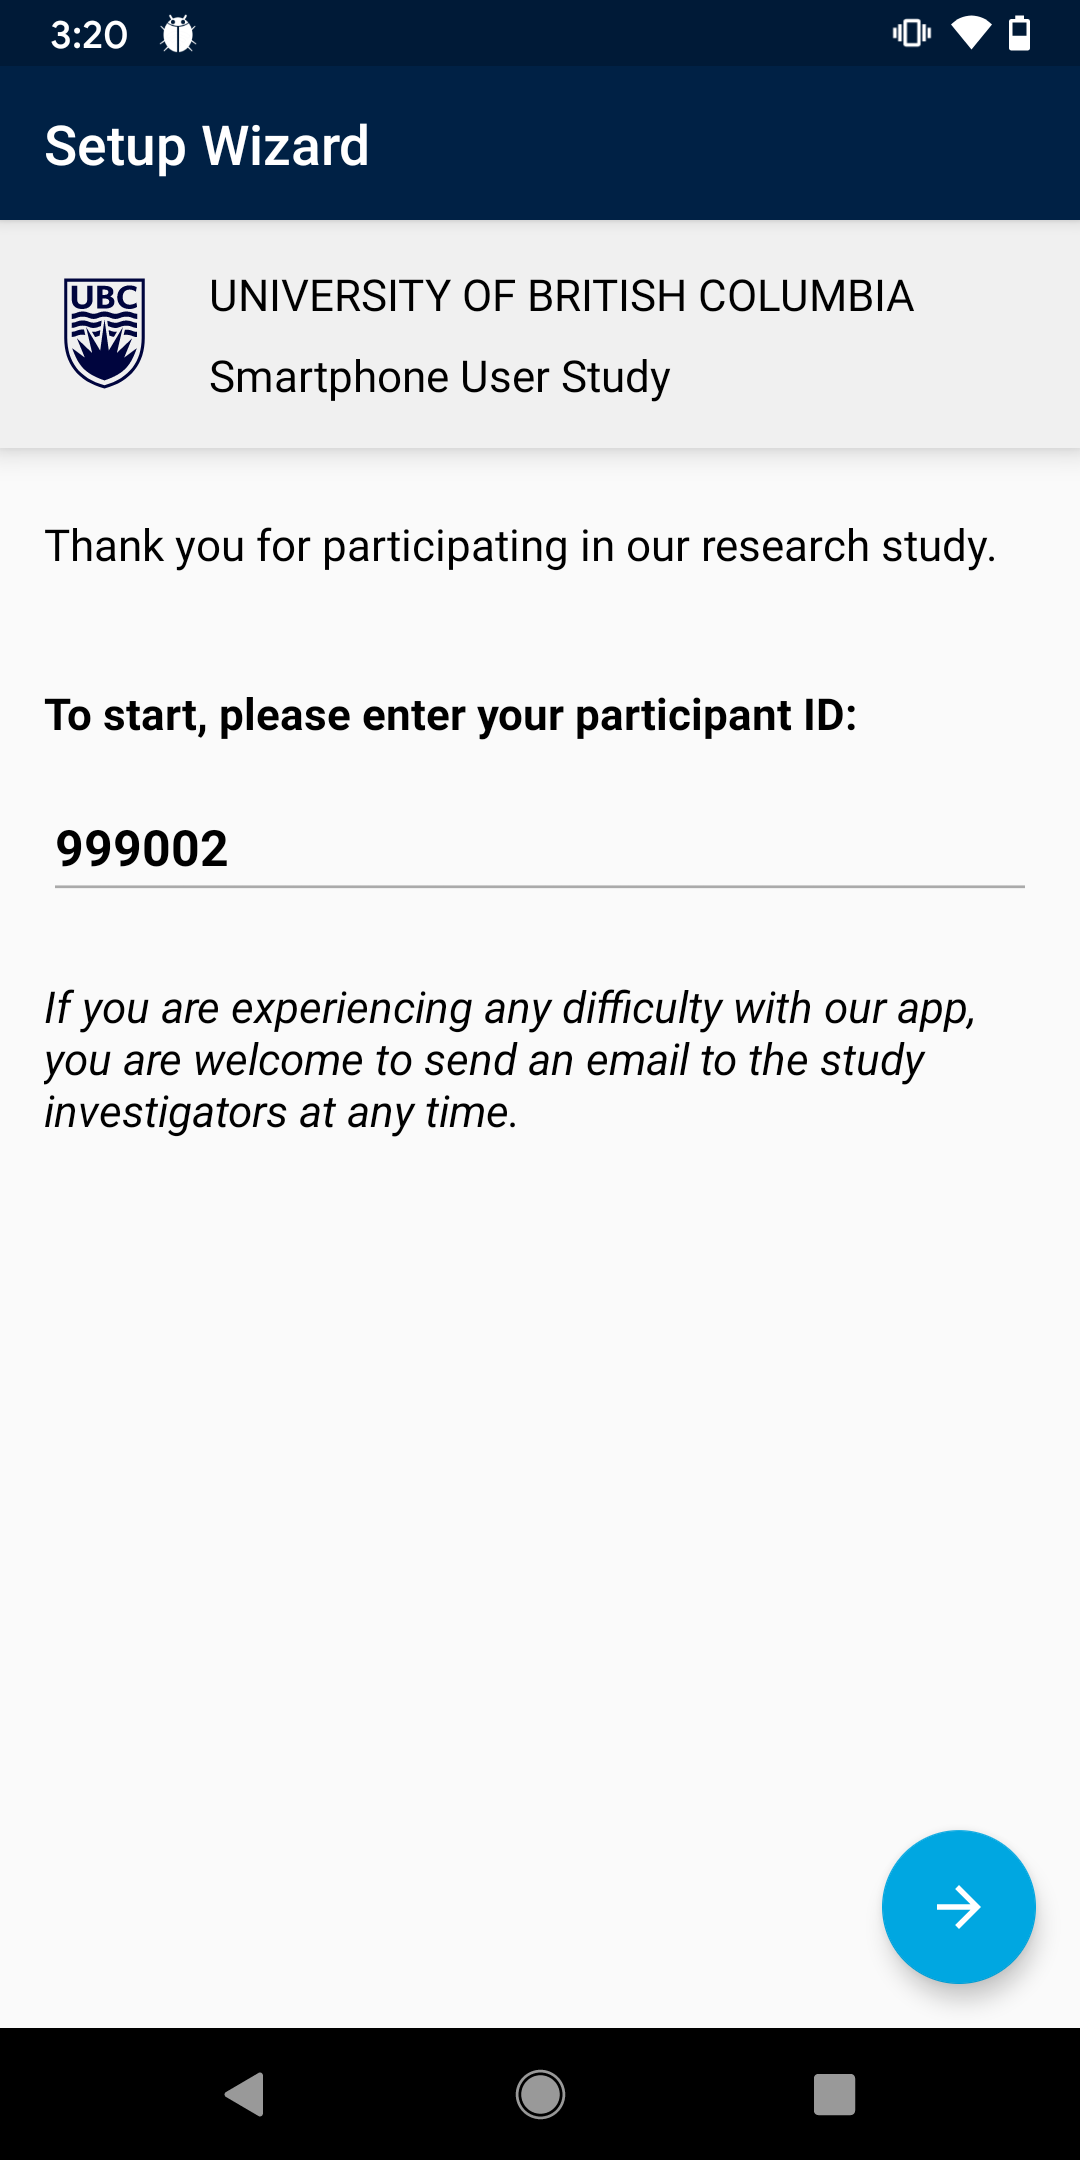 3:20
Setup Wizard
UBC
UNIVERSITY OF BRITISH COLUMBIA
Smartphone User Study
Thank you for participating in our research study.
To start, please enter your participant ID:
999002
If you are experiencing any difficulty with our app,
you are welcome to send an email to the study
investigators at any time.